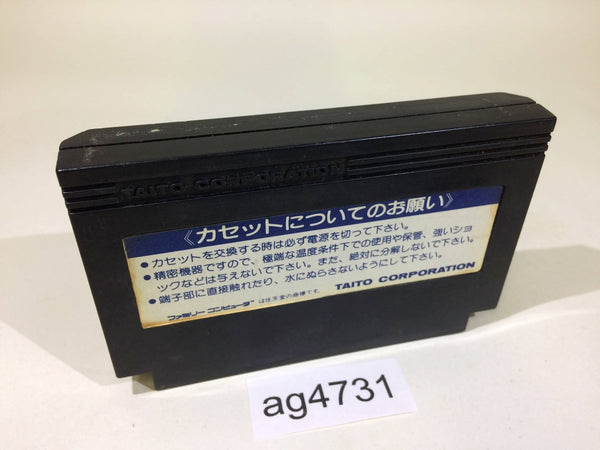 TAITO CORPORATION
《カセットについてのお願い》
●カセットを交換する時は必ず電源を切って下さい。
●精密機器ですので、極端な温度条件下での使用や保管、強いショ
ックなどは与えないで下さい。また、絶対に分解しないで下さい。
●端子部に直接触れたり、水にぬらさないようにして下さい。
TAITO CORPORATION
ファミリーコンピュータ は任天堂の商標です。
ag4731